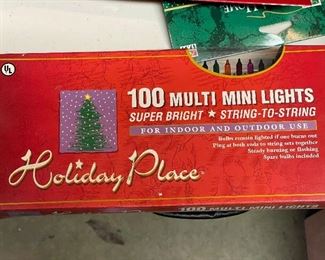 HOME
UL
100 MULTI MINI LIGHTS
SUPER BRIGHT ★ STRING-TO-STRING
FOR INDOOR AND OUTDOOR USE
Bulbs remain lighted if one burns out
Plug at both ends to string sets together
Steady burning or flashing
Spare bulbs included
Holiday Place
100 MULTI MINI LIGHTS